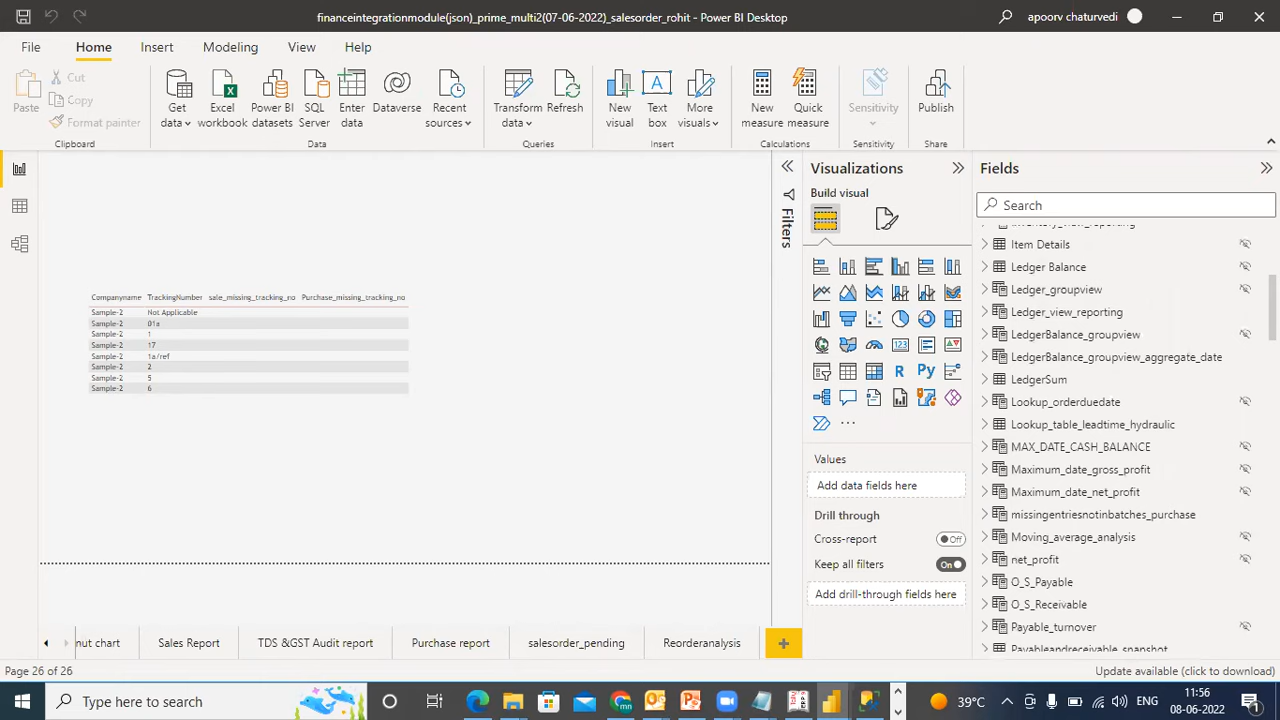 financeintegrationmodule(json)_prime_multi2(07-06-2022)_salesorder_rohit - Power BI Desktop
apoorv chaturvedi
File Home Insert Modeling View Help
Paste
Cut
Copy
Format painter
Get data
Excel workbook
Power BI datasets
SQL Server
Enter data
Dataverse
Recent sources
Transform data
Refresh
New visual
Text box
More visuals
New measure
Quick measure
Sensitivity
Publish
Clipboard Data Queries Insert Calculations Sensitivity Share
Companyname TrackingNumber sale_missing_tracking_no Purchase_missing_tracking_no
Sample-2 Not Applicable
Sample-2 01a
Sample-2 1
Sample-2 17
Sample-2 1a/ref
Sample-2 2
Sample-2 5
Sample-2 6
Filters
Visualizations
Build visual
R Py
123
Values
Add data fields here
Drill through
Cross-report Off
Keep all filters On
Add drill-through fields here
Fields
Search
Inventory_view_reporting
Item Details
Ledger Balance
Ledger_groupview
Ledger_view_reporting
LedgerBalance_groupview
LedgerBalance_groupview_aggregate_date
LedgerSum
Lookup_orderduedate
Lookup_table_leadtime_hydraulic
MAX_DATE_CASH_BALANCE
Maximum_date_gross_profit
Maximum_date_net_profit
missingentriesnotinbatches_purchase
Moving_average_analysis
net_profit
O_S_Payable
O_S_Receivable
Payable_turnover
Payableandreceivable_snapshot
nut chart Sales Report TDS &GST Audit report Purchase report salesorder_pending Reorderanalysis
Page 26 of 26
Update available (click to download)
Type here to search
39°C
ENG
11:56
08-06-2022
1